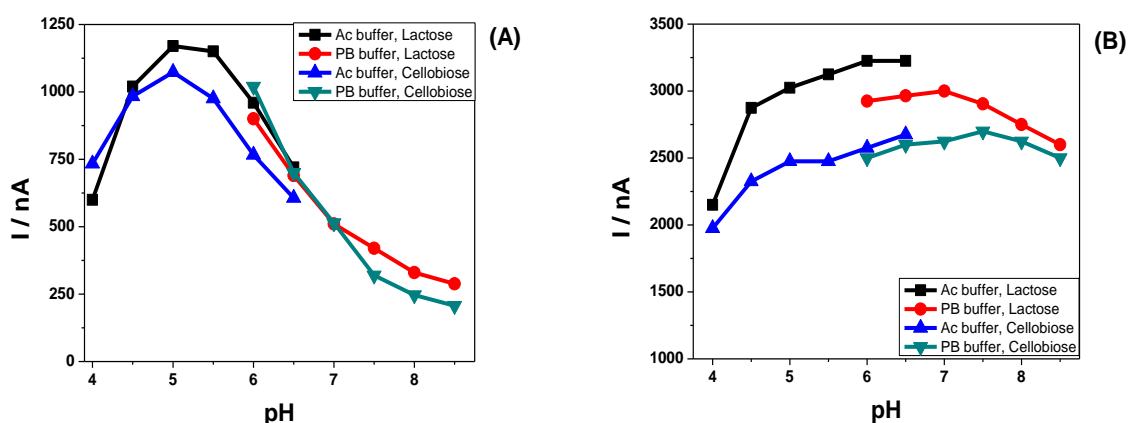 (A)
I / nA
1250
1000
750
500
250
0
4
5
6
7
8
pH
Ac buffer, Lactose
PB buffer, Lactose
Ac buffer, Cellobiose
PB buffer, Cellobiose
(B)
I / nA
3500
3000
2500
2000
1500
1000
4
5
6
7
8
pH
Ac buffer, Lactose
PB buffer, Lactose
Ac buffer, Cellobiose
PB buffer, Cellobiose